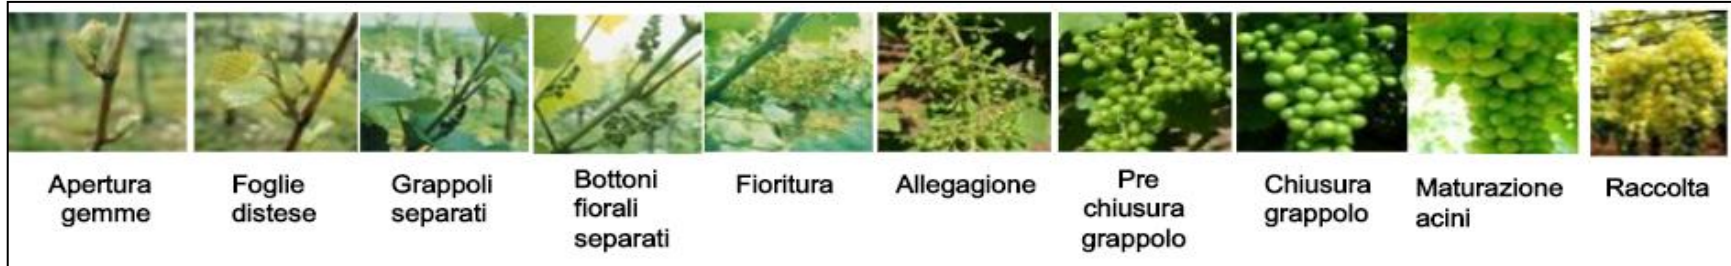 Apertura
gemme
Foglie
distese
Grappoli
separati
Bottoni
fiorali
separati
Fioritura
Allegagione
Pre
chiusura
grappolo
Chiusura
grappolo
Maturazione
acini
Raccolta